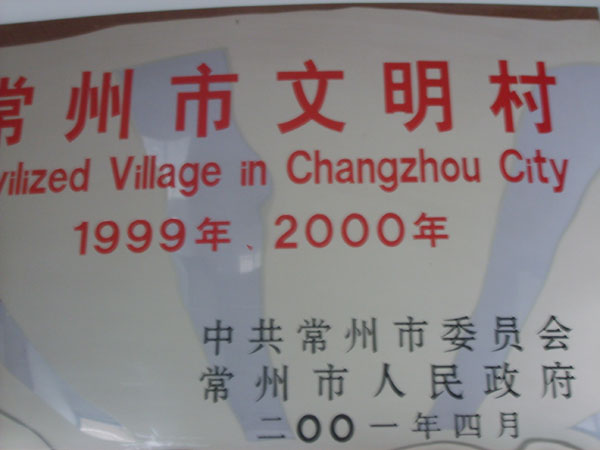 常州市文明村
vilized Village in Changzhou City
1999年、2000年
中共常州市委员会
常州市人民政府
二OO一年四月